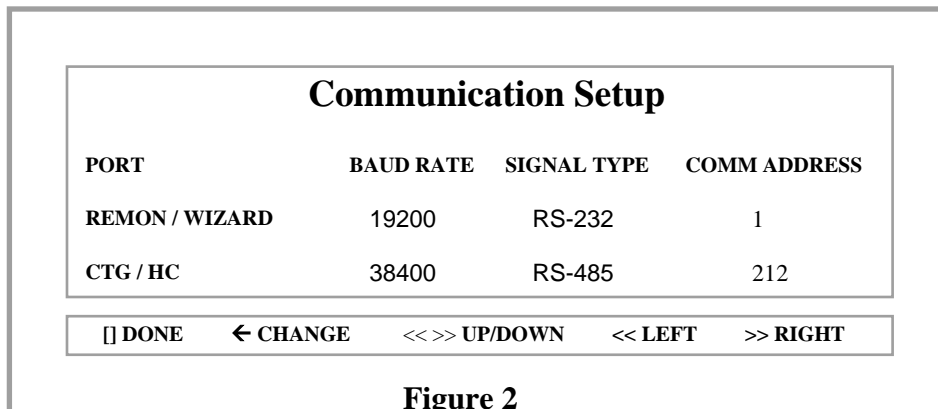 Communication Setup
PORT BAUD RATE SIGNAL TYPE COMM ADDRESS
REMON / WIZARD 19200 RS-232 1
CTG / HC 38400 RS-485 212
[] DONE ← CHANGE << >> UP/DOWN << LEFT >> RIGHT
Figure 2